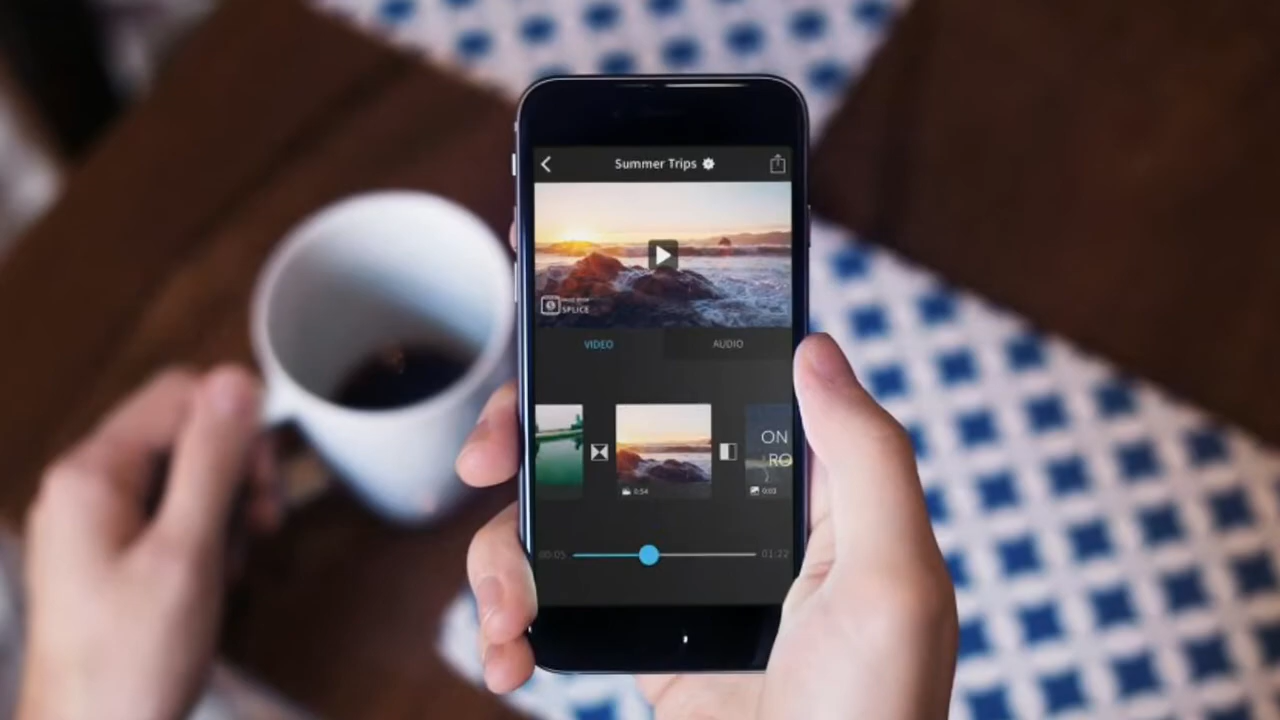 Summer Trips
SPLICE
VIDEO
AUDIO
ON
RO
0:54
0:03
00:05
01:22